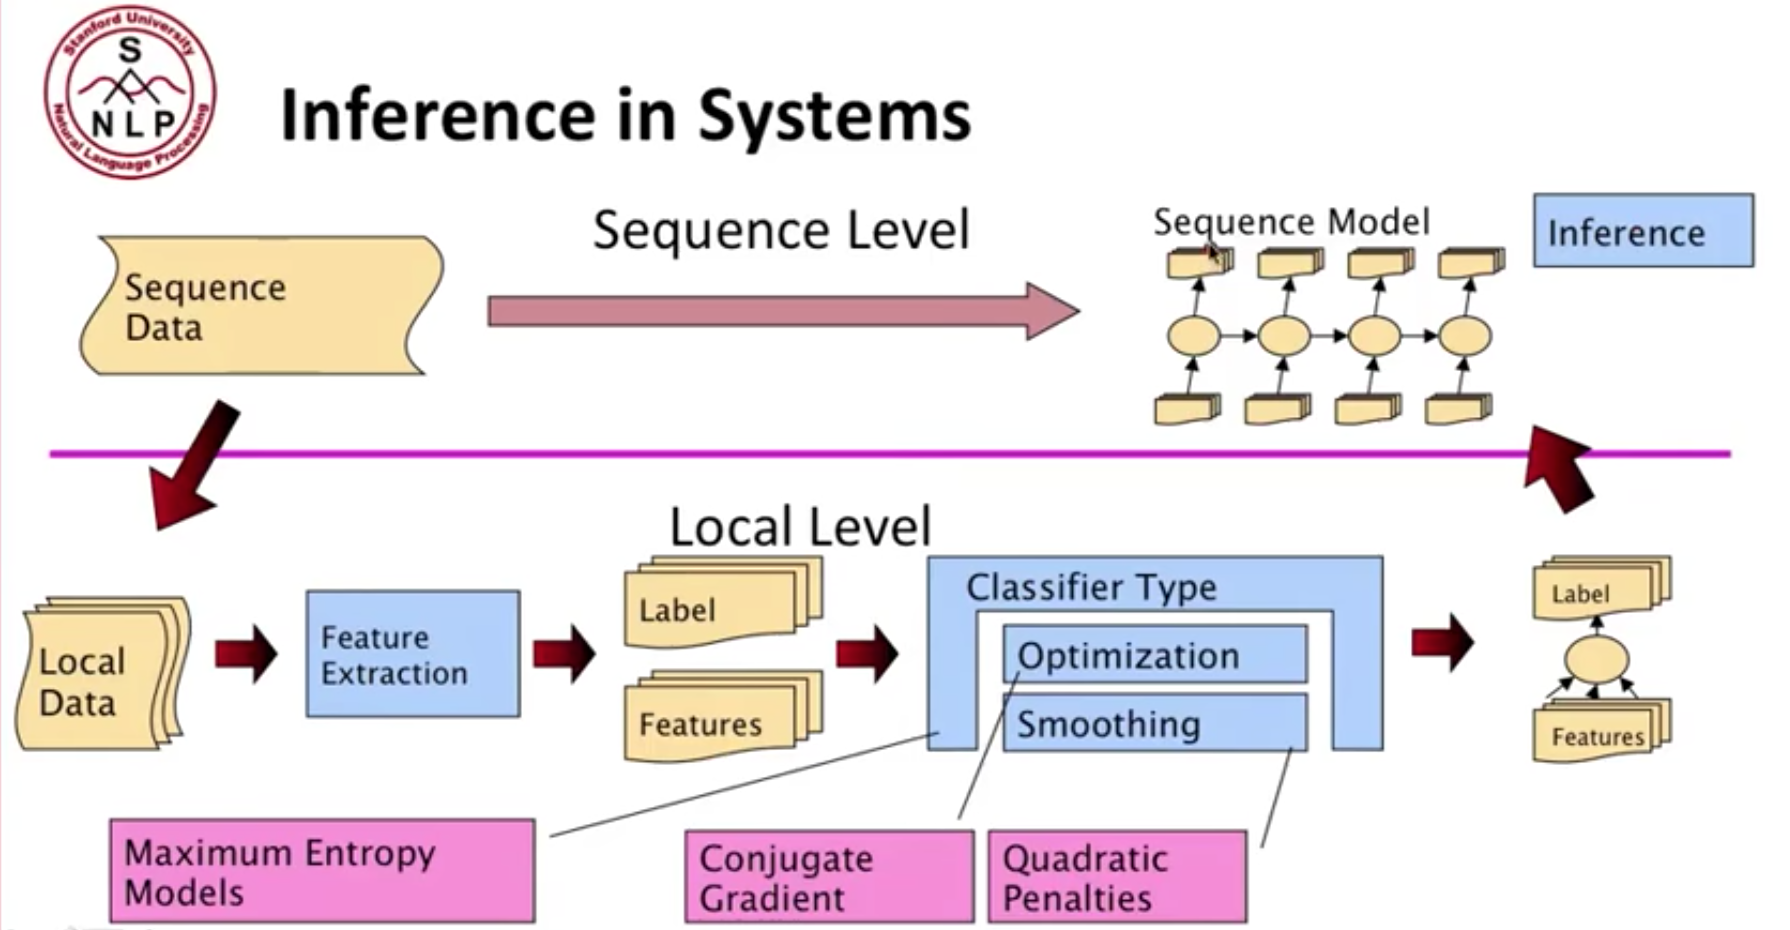 Stanford University
S
NLP
Natural Language Processing
Inference in Systems
Sequence Level
Sequence
Data
Sequence Model
Inference
Local Level
Local
Data
Feature
Extraction
Label
Features
Classifier Type
Optimization
Smoothing
Label
Features
Maximum Entropy
Models
Conjugate
Gradient
Quadratic
Penalties